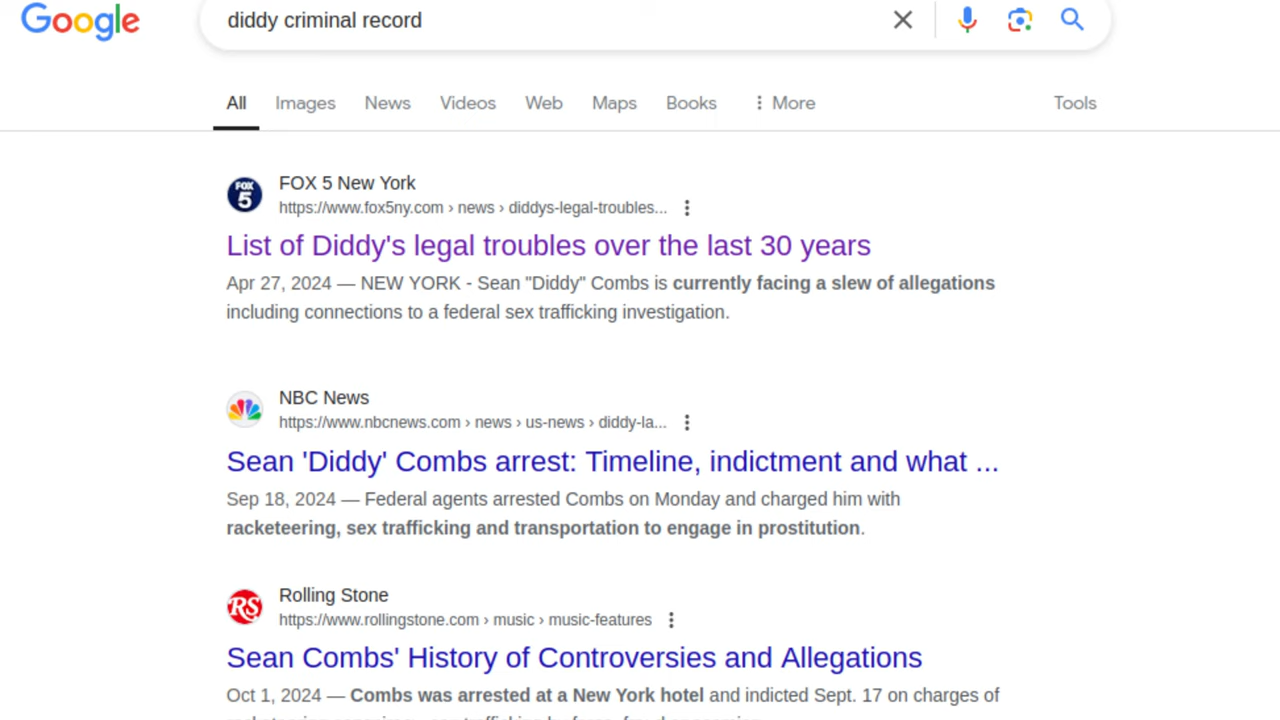 Google
diddy criminal record
All Images News Videos Web Maps Books More Tools
FOX 5
FOX 5 New York
https://www.fox5ny.com › news › diddys-legal-troubles...
List of Diddy's legal troubles over the last 30 years
Apr 27, 2024 — NEW YORK - Sean "Diddy" Combs is currently facing a slew of allegations
including connections to a federal sex trafficking investigation.
NBC News
https://www.nbcnews.com › news › us-news › diddy-la...
Sean 'Diddy' Combs arrest: Timeline, indictment and what ...
Sep 18, 2024 — Federal agents arrested Combs on Monday and charged him with
racketeering, sex trafficking and transportation to engage in prostitution.
RS
Rolling Stone
https://www.rollingstone.com › music › music-features
Sean Combs' History of Controversies and Allegations
Oct 1, 2024 — Combs was arrested at a New York hotel and indicted Sept. 17 on charges of